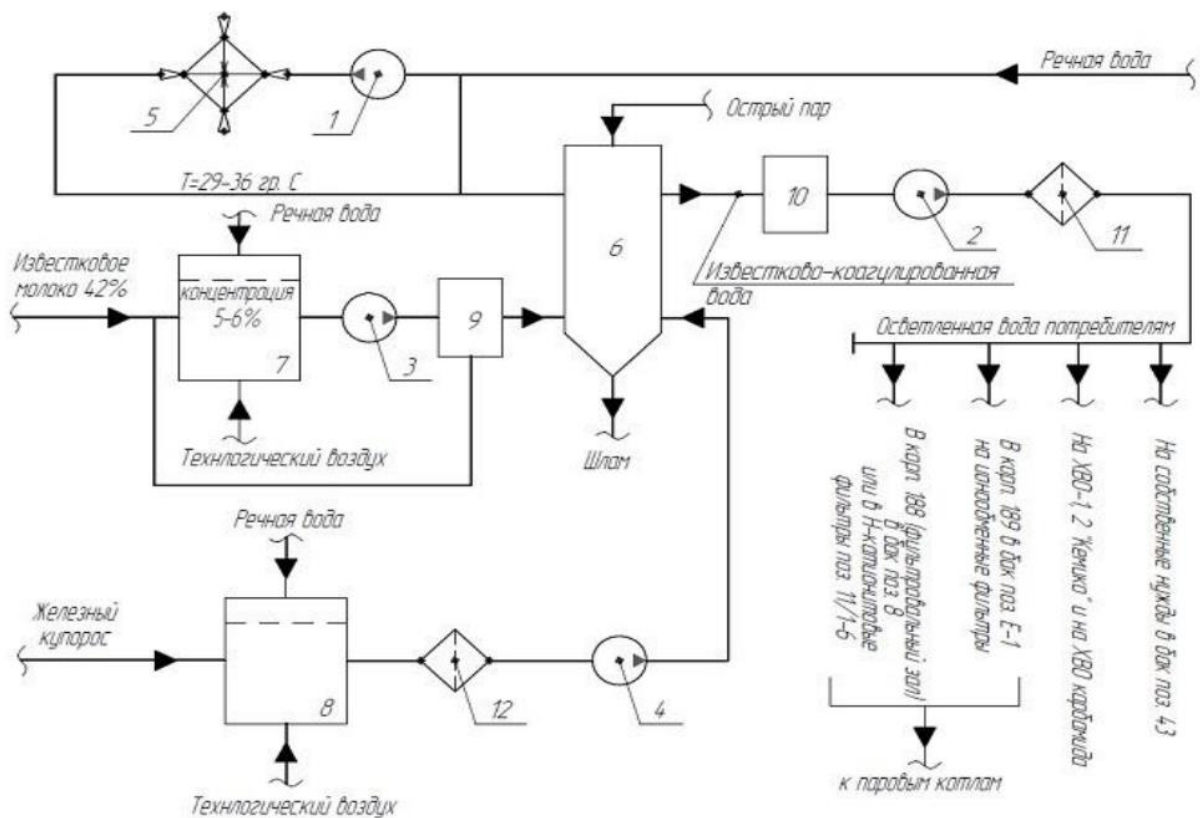 Речная вода
5
1
Острый пар
Т=29-36 гр. С
Речная вода
10
2
11
6
Известково-коагулированная
вода
Известковое
молоко 42%
концентрация
5-6%
7
3
9
Осветленная вода потребителям
Технлогический воздух
Шлам
Речная вода
Железный
купорос
8
12
4
Технлогический воздух
В корп. 188 (фильтровальный зал)
в бак поз. 8
или в Н-катионитовые
фильтры поз. 11/1-6
В корп. 189 в бак поз. Е-1
на ионообменные фильтры
На ХВО-1, 2 "Кемика" и на ХВО карбамида
На собственные нужды в бак поз. 43
к паровым котлам